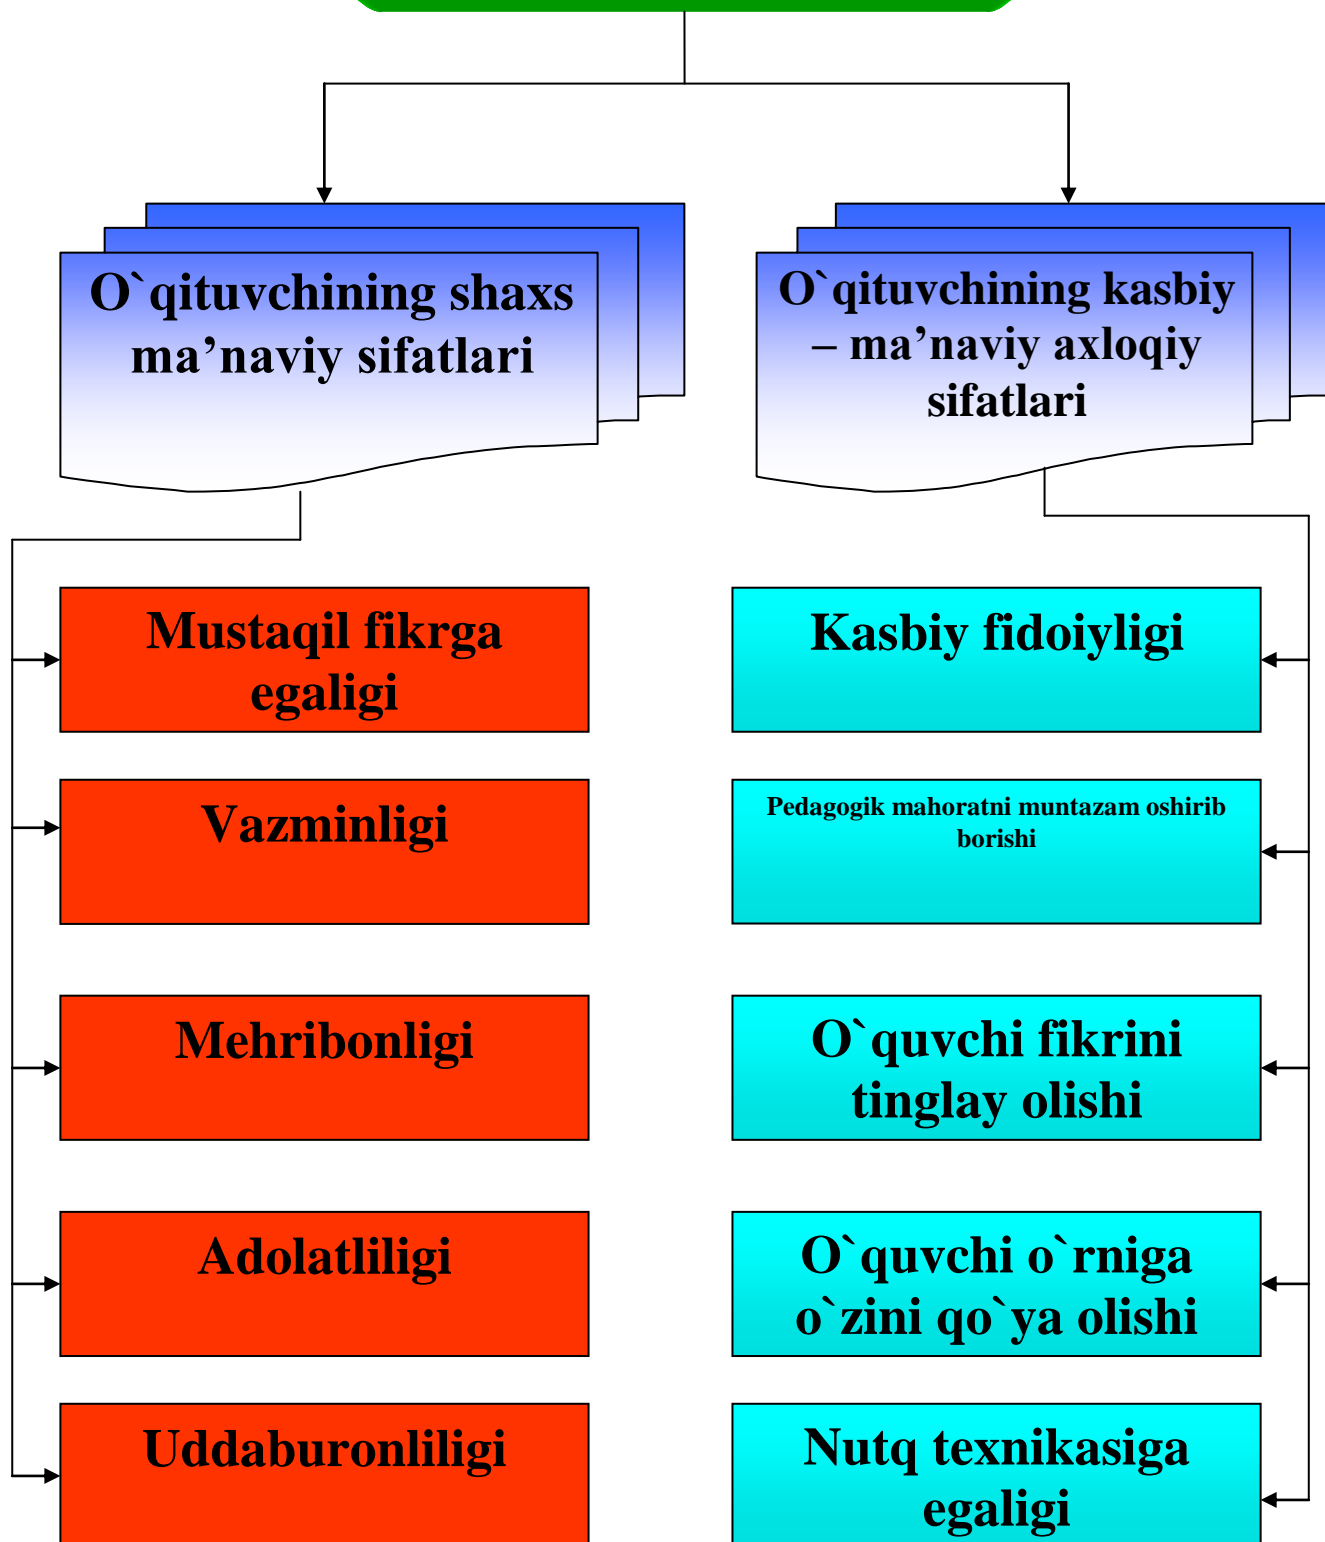 O`qituvchining shaxs
ma’naviy sifatlari
O`qituvchining kasbiy
– ma’naviy axloqiy
sifatlari
Mustaqil fikrga
egaligi
Vazminligi
Mehribonligi
Adolatliligi
Uddaburonliligi
Kasbiy fidoiyligi
Pedagogik mahoratni muntazam oshirib
borishi
O`quvchi fikrini
tinglay olishi
O`quvchi o`rniga
o`zini qo`ya olishi
Nutq texnikasiga
egaligi